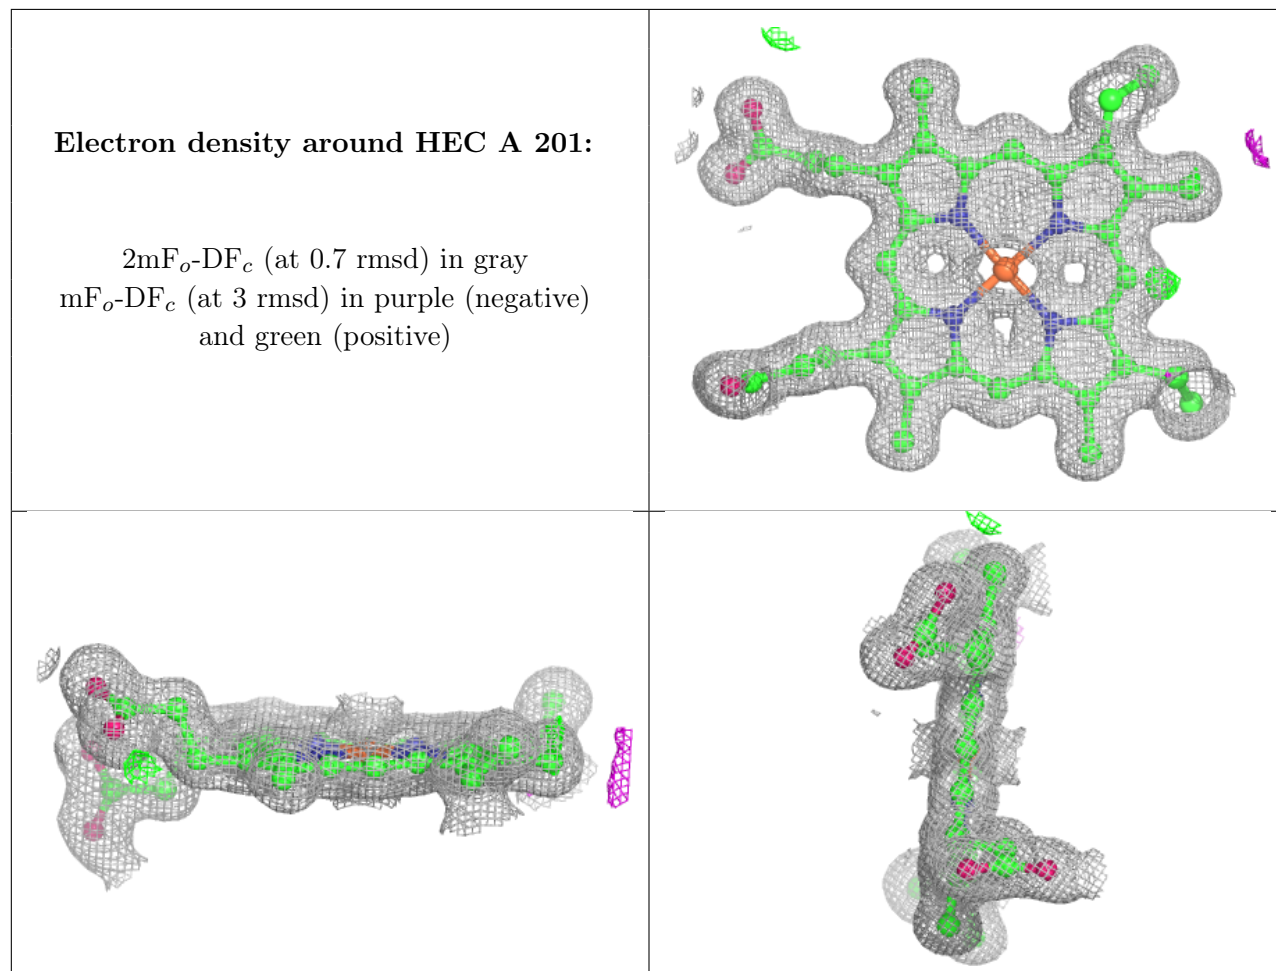 Electron density around HEC A 201:
2mFₒ-DF𝒸 (at 0.7 rmsd) in gray
mFₒ-DF𝒸 (at 3 rmsd) in purple (negative)
and green (positive)